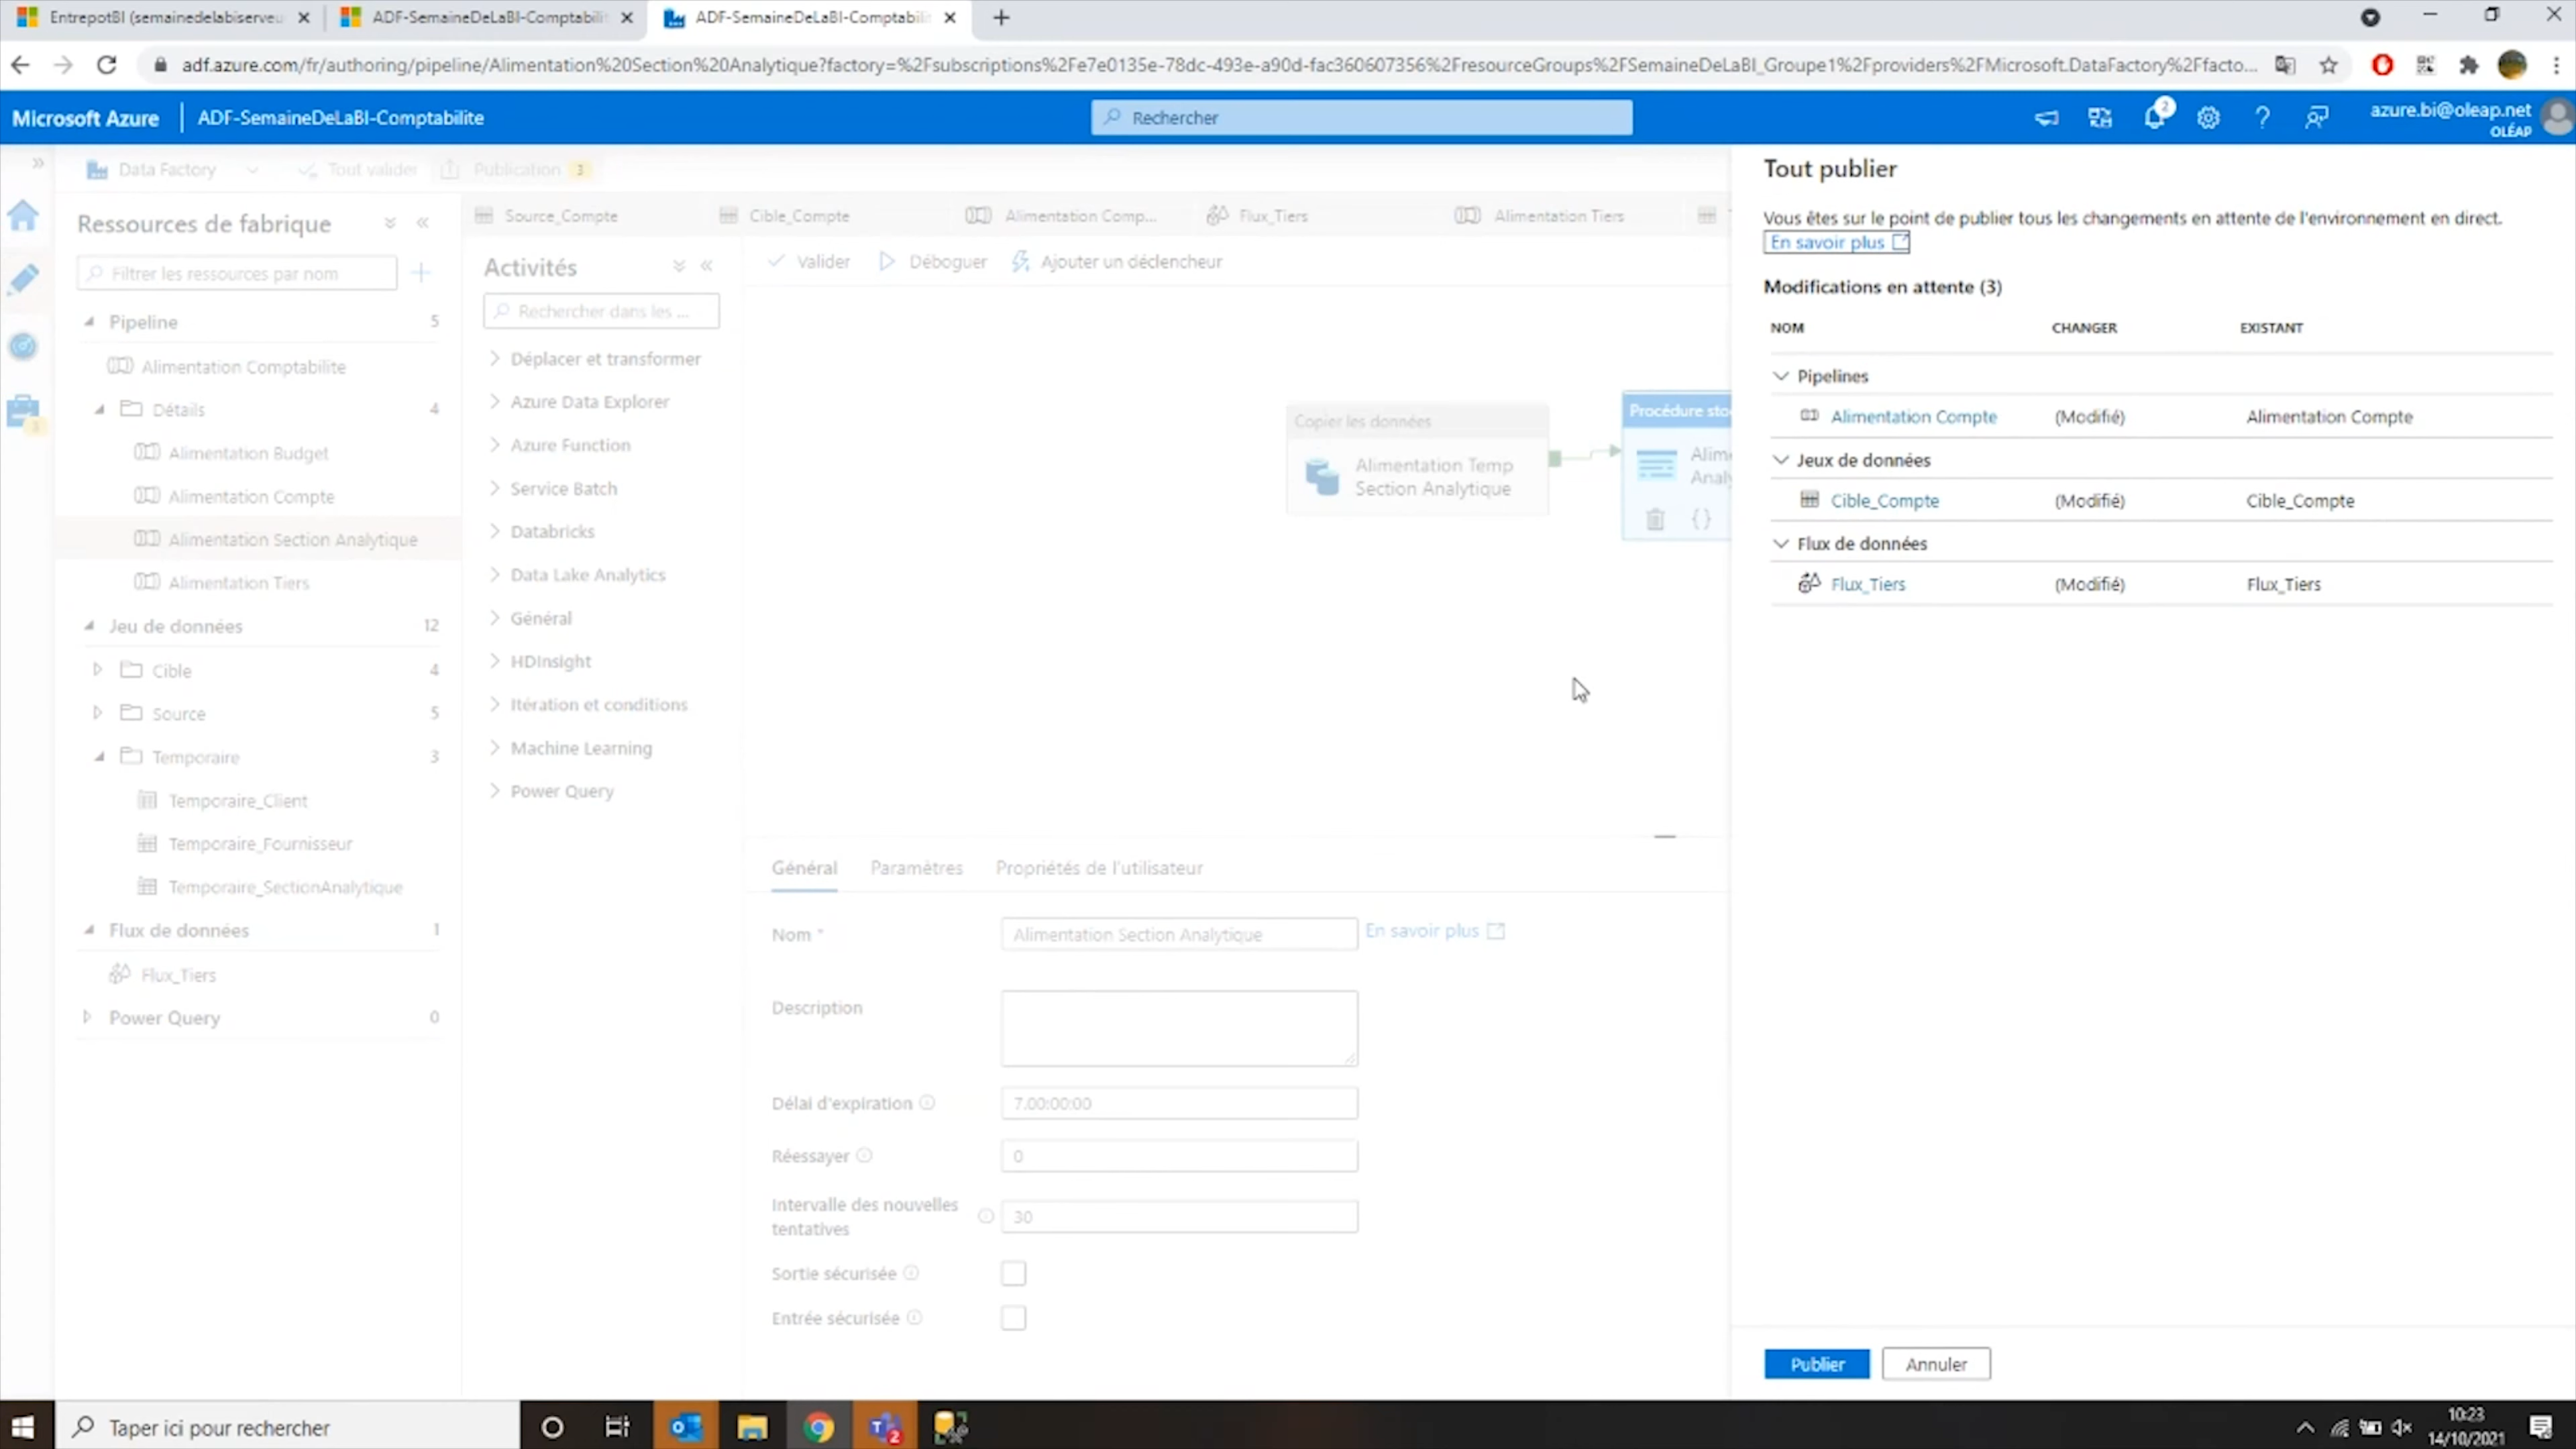 EntrepotBI (semainedelabiserveu
ADF-SemaineDeLaBI-Comptabilit
ADF-SemaineDeLaBI-Comptabilit
adf.azure.com/fr/authoring/pipeline/Alimentation%20Section%20Analytique?factory=%2Fsubscriptions%2Fe7e0135e-78dc-493e-a90d-fac360607356%2FresourceGroups%2FSemaineDeLaBI_Groupe1%2Fproviders%2FMicrosoft.DataFactory%2Ffacto...
Microsoft Azure
ADF-SemaineDeLaBI-Comptabilite
Rechercher
2
azure.bi@oleap.net
OLÉAP
Data Factory
Tout valider
Publication 3
Ressources de fabrique
Filtrer les ressources par nom
Pipeline 5
Alimentation Comptabilite
Détails 4
Alimentation Budget
Alimentation Compte
Alimentation Section Analytique
Alimentation Tiers
Jeu de données 12
Cible 4
Source 5
Temporaire 3
Temporaire_Client
Temporaire_Fournisseur
Temporaire_SectionAnalytique
Flux de données 1
Flux_Tiers
Power Query 0
Source_Compte
Cible_Compte
Alimentation Comp...
Flux_Tiers
Alimentation Tiers
Activités
Rechercher dans les ...
Déplacer et transformer
Azure Data Explorer
Azure Function
Service Batch
Databricks
Data Lake Analytics
Général
HDInsight
Itération et conditions
Machine Learning
Power Query
Valider
Déboguer
Ajouter un déclencheur
Copier les données
Alimentation Temp
Section Analytique
Procédure sto
Alim
Analy
{}
Général
Paramètres
Propriétés de l'utilisateur
Nom *
Alimentation Section Analytique
En savoir plus
Description
Délai d'expiration
7.00:00:00
Réessayer
0
Intervalle des nouvelles
tentatives
30
Sortie sécurisée
Entrée sécurisée
Tout publier
Vous êtes sur le point de publier tous les changements en attente de l'environnement en direct.
En savoir plus
Modifications en attente (3)
NOM CHANGER EXISTANT
Pipelines
Alimentation Compte (Modifié) Alimentation Compte
Jeux de données
Cible_Compte (Modifié) Cible_Compte
Flux de données
Flux_Tiers (Modifié) Flux_Tiers
Publier
Annuler
Taper ici pour rechercher
2
10:23
14/10/2021